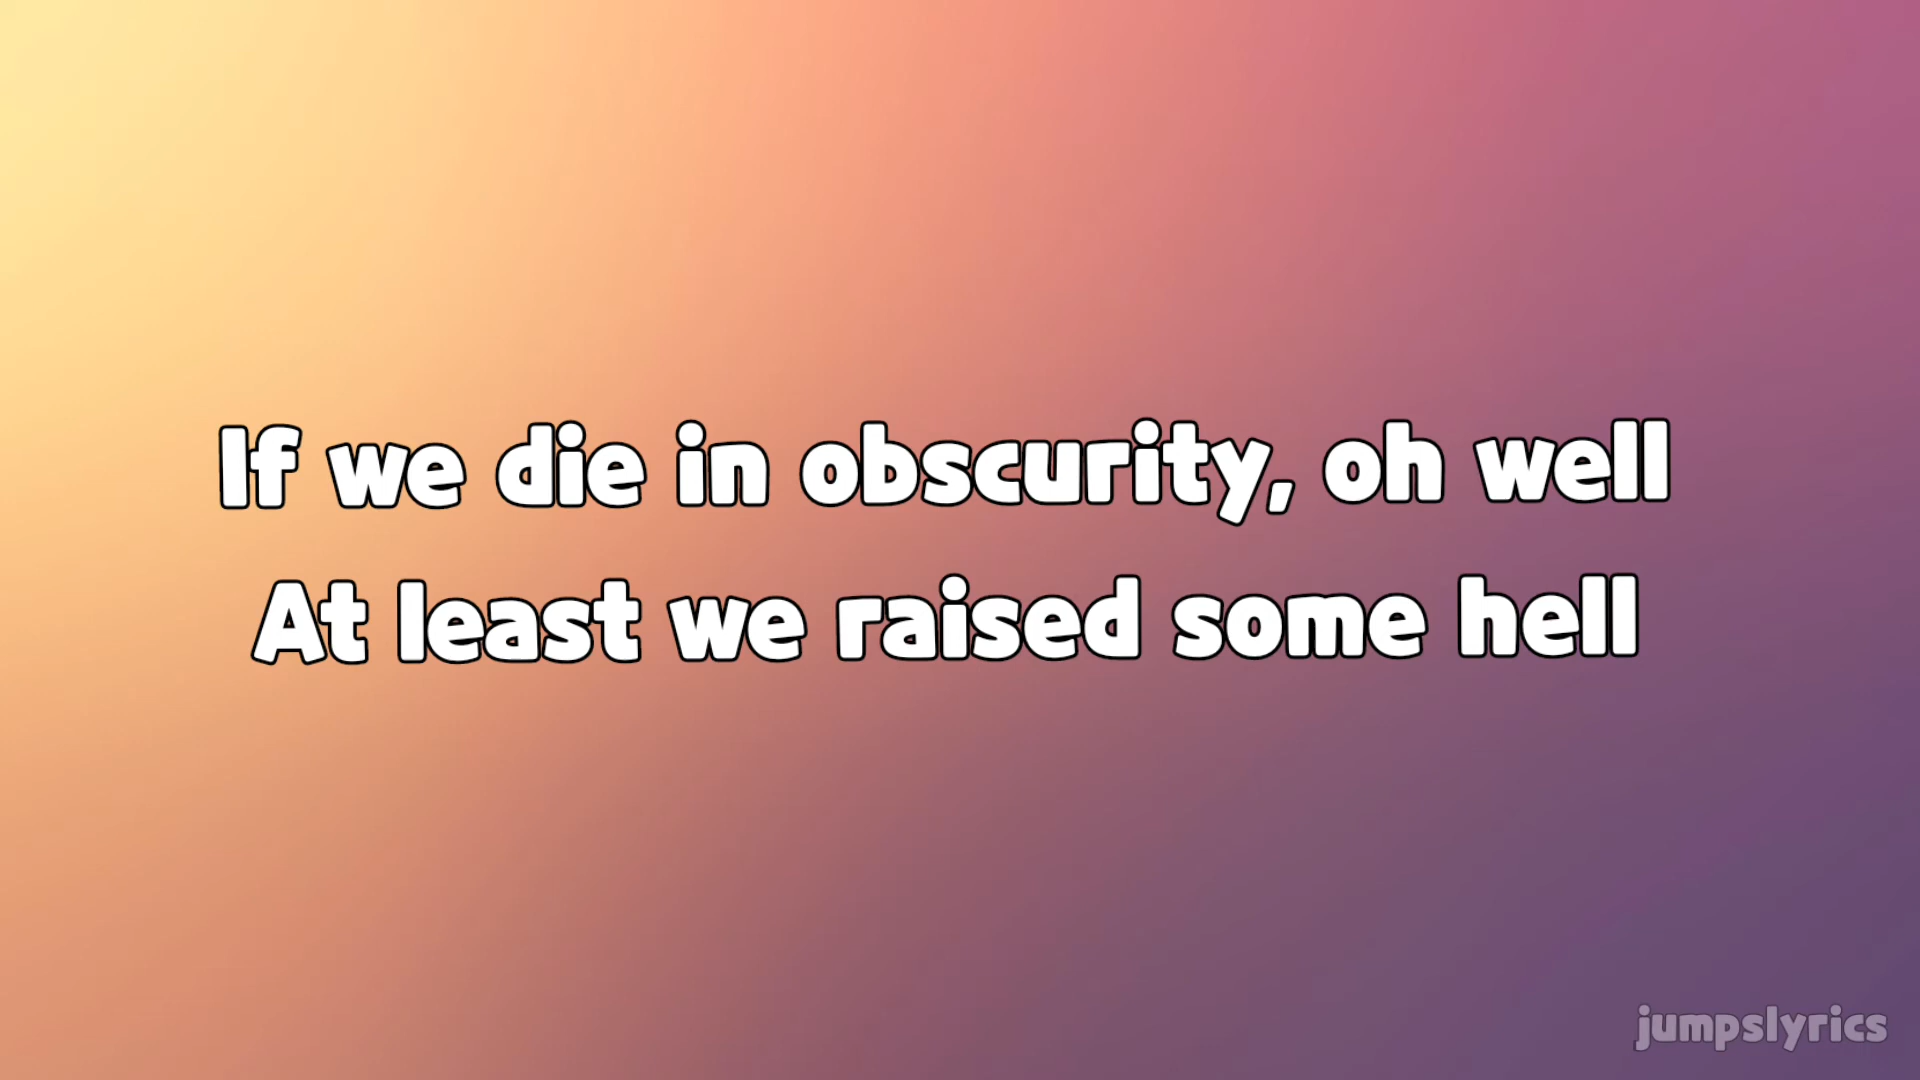 If we die in obscurity, oh well
At least we raised some hell
jumpslyrics